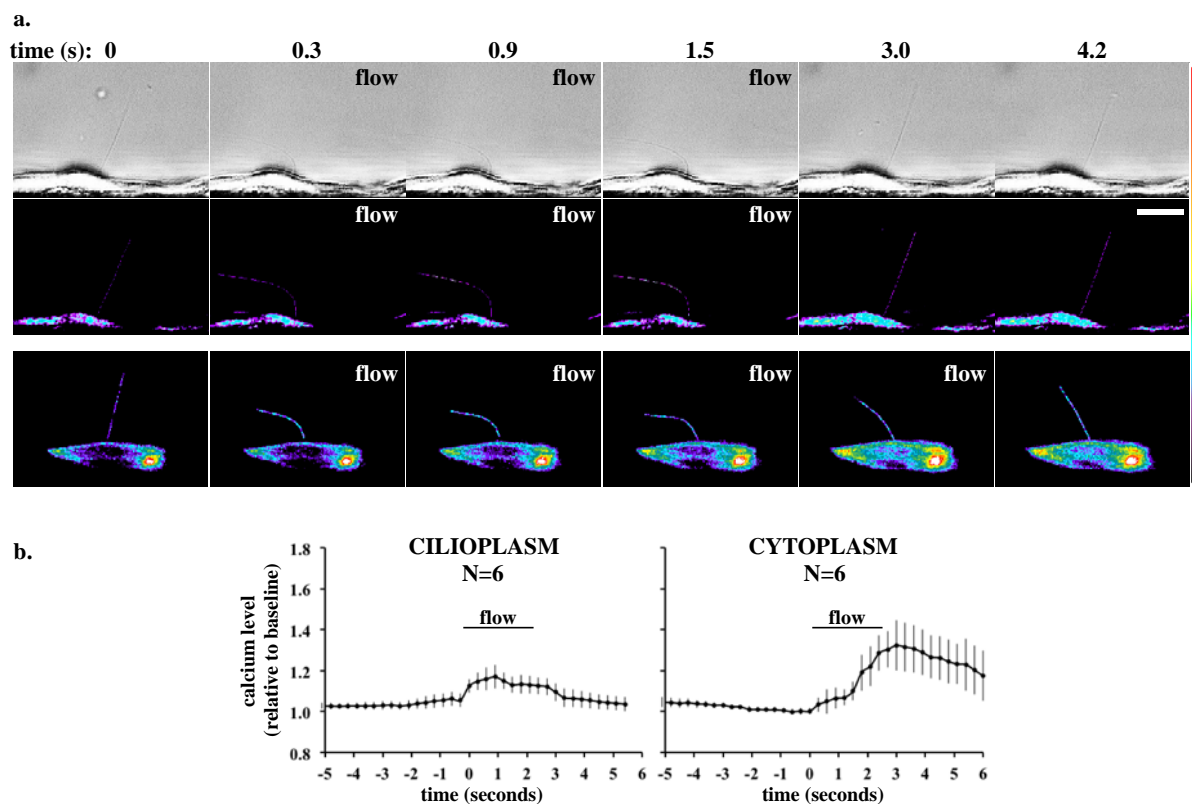 a.
time (s): 0 0.3 0.9 1.5 3.0 4.2
flow flow flow
flow flow flow
flow flow flow flow
b.
CILIOPLASM
N=6
flow
calcium level
(relative to baseline)
1.8
1.6
1.4
1.2
1.0
0.8
-5 -4 -3 -2 -1 0 1 2 3 4 5 6
time (seconds)
CYTOPLASM
N=6
flow
-5 -4 -3 -2 -1 0 1 2 3 4 5 6
time (seconds)